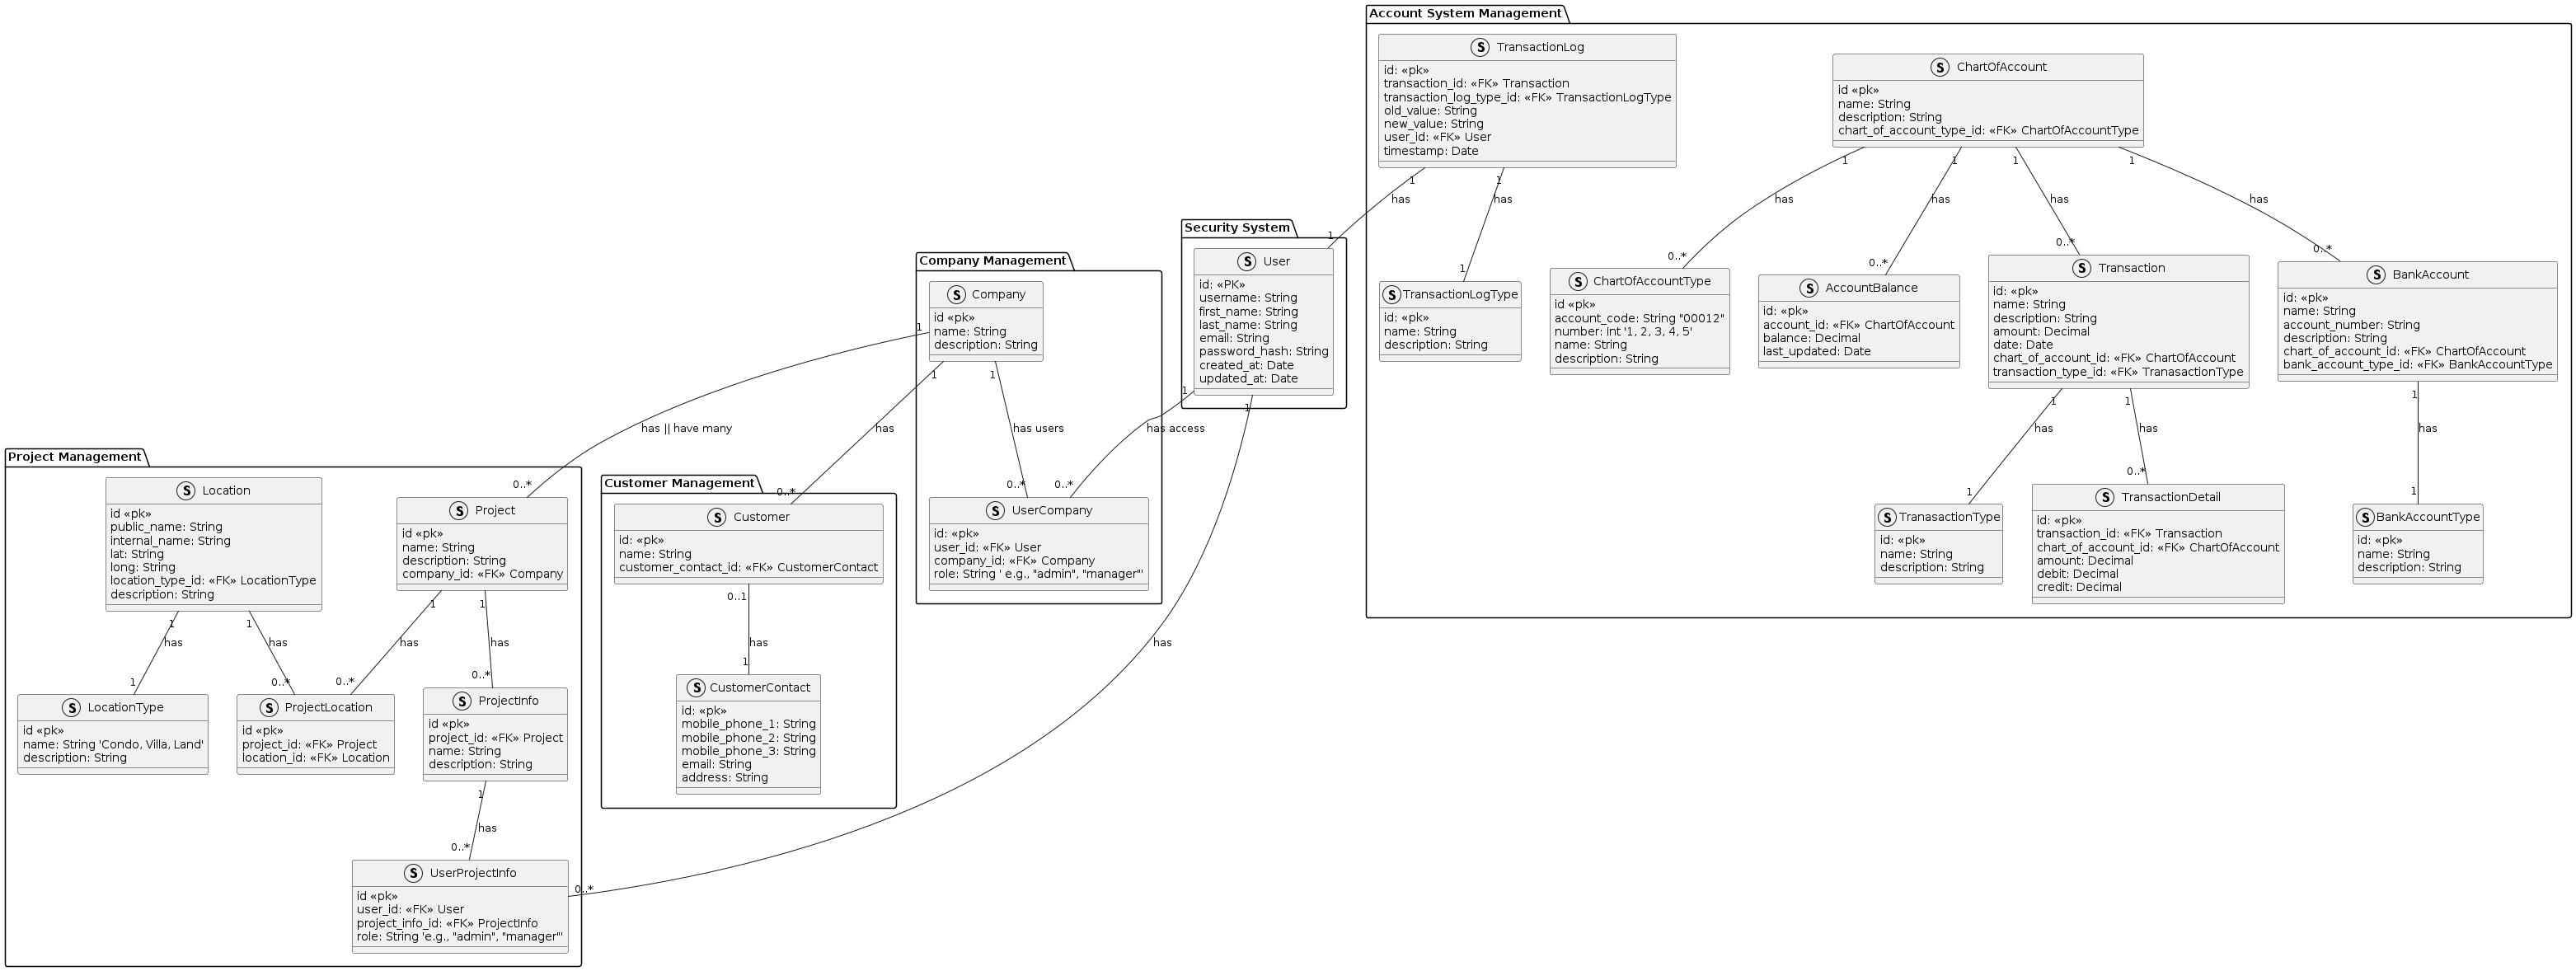 Account System Management
S TransactionLog
id: «pk»
transaction_id: «FK» Transaction
transaction_log_type_id: «FK» TransactionLogType
old_value: String
new_value: String
user_id: «FK» User
timestamp: Date
S ChartOfAccount
id «pk»
name: String
description: String
chart_of_account_type_id: «FK» ChartOfAccountType
1
has
1
1
has
1
1
has
0..*
1
has
0..*
1
has
0..*
1
has
0..*
S TransactionLogType
id: «pk»
name: String
description: String
S ChartOfAccountType
id «pk»
account_code: String "00012"
number: Int '1, 2, 3, 4, 5'
name: String
description: String
S AccountBalance
id: «pk»
account_id: «FK» ChartOfAccount
balance: Decimal
last_updated: Date
S Transaction
id: «pk»
name: String
description: String
amount: Decimal
date: Date
chart_of_account_id: «FK» ChartOfAccount
transaction_type_id: «FK» TranasactionType
S BankAccount
id: «pk»
name: String
account_number: String
description: String
chart_of_account_id: «FK» ChartOfAccount
bank_account_type_id: «FK» BankAccountType
1
has
1
1
has
0..*
1
has
1
S TranasactionType
id: «pk»
name: String
description: String
S TransactionDetail
id: «pk»
transaction_id: «FK» Transaction
chart_of_account_id: «FK» ChartOfAccount
amount: Decimal
debit: Decimal
credit: Decimal
S BankAccountType
id: «pk»
name: String
description: String
Security System
S User
id: «PK»
username: String
first_name: String
last_name: String
email: String
password_hash: String
created_at: Date
updated_at: Date
1
has access
0..*
1
has
0..*
Company Management
S Company
id «pk»
name: String
description: String
1
has || have many
0..*
1
has
0..*
1
has users
0..*
S UserCompany
id: «pk»
user_id: «FK» User
company_id: «FK» Company
role: String ' e.g., "admin", "manager"'
Customer Management
S Customer
id: «pk»
name: String
customer_contact_id: «FK» CustomerContact
0..1
has
1
S CustomerContact
id: «pk»
mobile_phone_1: String
mobile_phone_2: String
mobile_phone_3: String
email: String
address: String
Project Management
S Location
id «pk»
public_name: String
internal_name: String
lat: String
long: String
location_type_id: «FK» LocationType
description: String
S Project
id «pk»
name: String
description: String
company_id: «FK» Company
1
has
1
1
has
0..*
1
has
0..*
1
has
0..*
S LocationType
id «pk»
name: String 'Condo, Villa, Land'
description: String
S ProjectLocation
id «pk»
project_id: «FK» Project
location_id: «FK» Location
S ProjectInfo
id «pk»
project_id: «FK» Project
name: String
description: String
1
has
0..*
S UserProjectInfo
id «pk»
user_id: «FK» User
project_info_id: «FK» ProjectInfo
role: String 'e.g., "admin", "manager"'